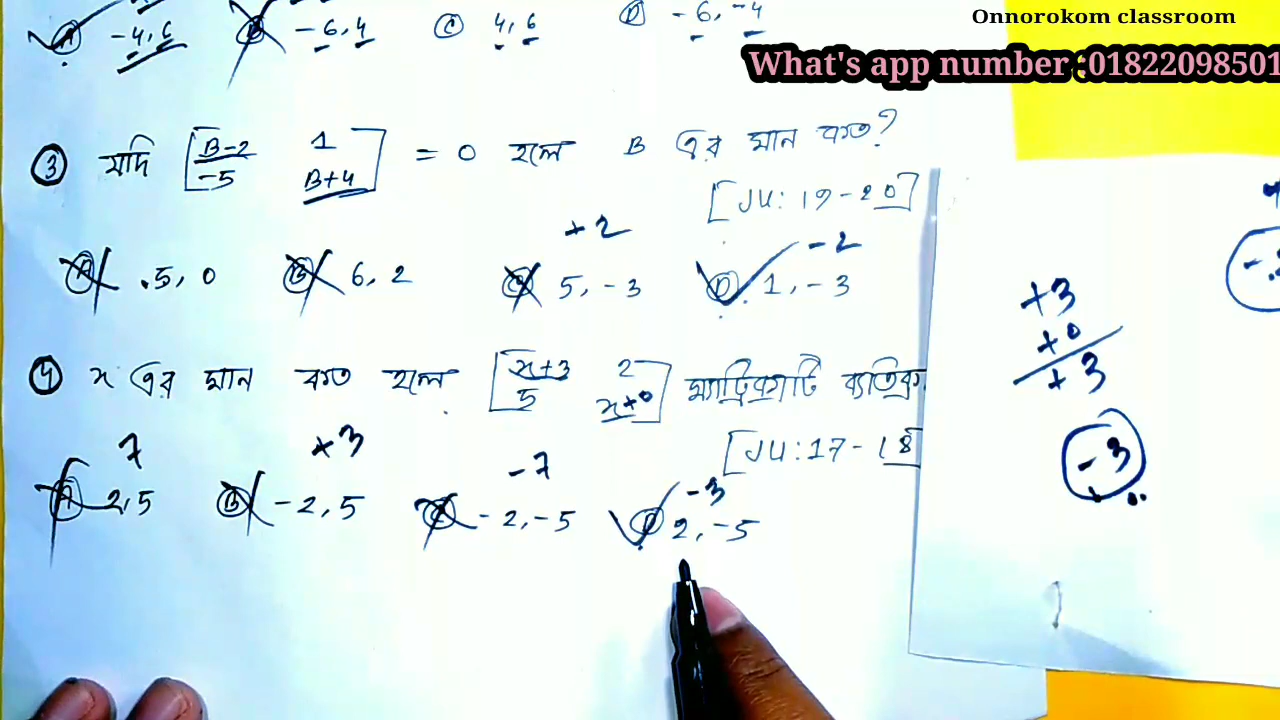 Onnorokom classroom
What's app number :01822098501
Ⓐ -4, 6 Ⓑ -6, 4 Ⓒ 4, 6 Ⓓ -6, -4
③ যদি [B-2 1
-5 B+4] = 0 হলে B এর মান কত?
[JU: 19-20]
+2 -2
Ⓐ 5, 0 Ⓑ 6, 2 Ⓒ 5, -3 Ⓓ 1, -3
④ x এর মান কত হলে [x+3 2
5 x+0] ম্যাট্রিক্সটি ব্যতিক্র
[JU: 17-18]
7 +3 -7 -3
Ⓐ 2, 5 Ⓑ -2, 5 Ⓒ -2, -5 Ⓓ 2, -5
+3
+0
+3
-3